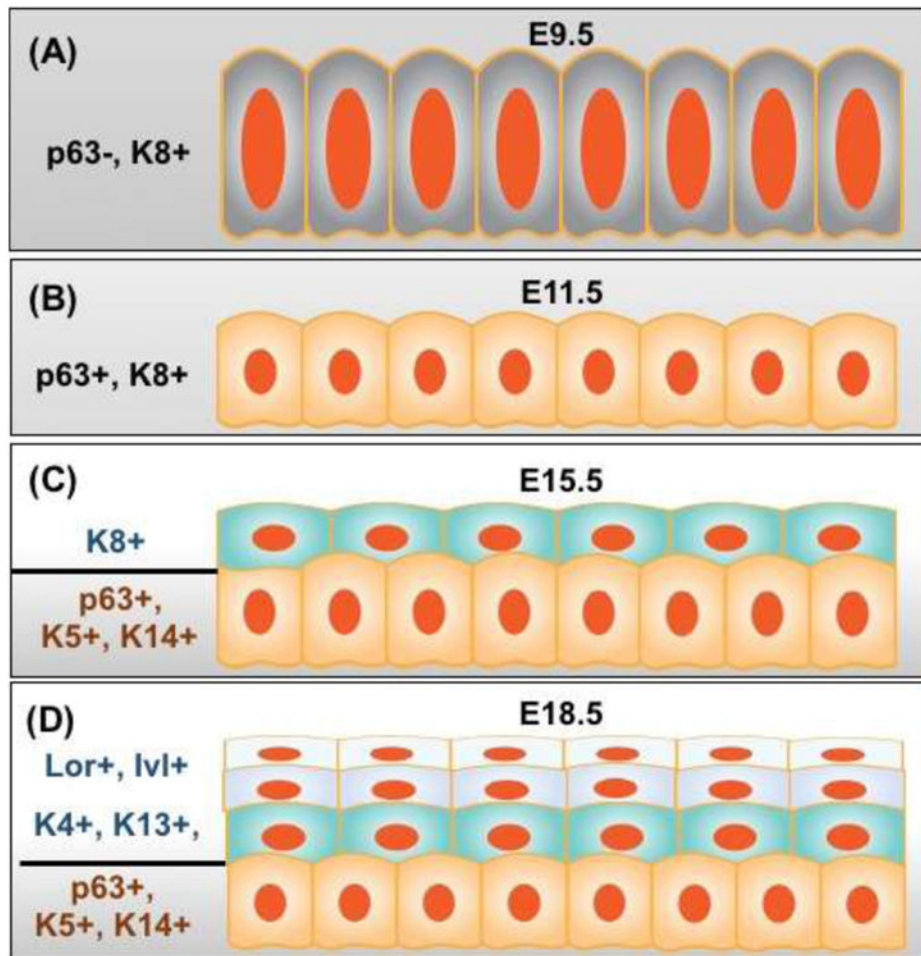 (A)
E9.5
p63-, K8+
(B)
E11.5
p63+, K8+
(C)
E15.5
K8+
p63+,
K5+, K14+
(D)
E18.5
Lor+, Ivl+
K4+, K13+,
p63+,
K5+, K14+